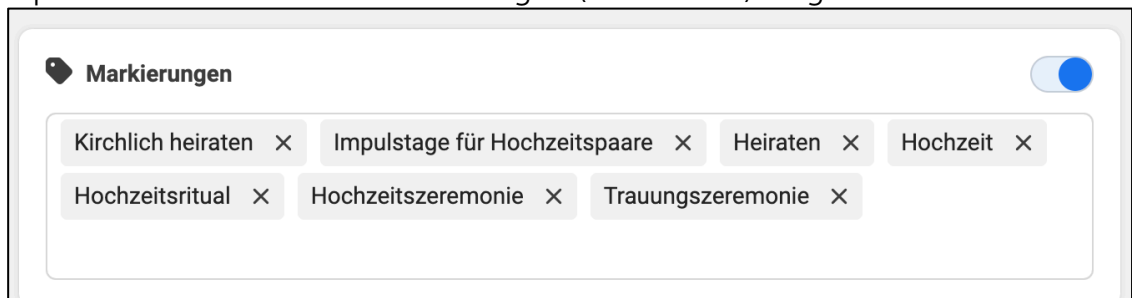 Markierungen
Kirchlich heiraten × Impulstage für Hochzeitspaare × Heiraten × Hochzeit ×
Hochzeitsritual × Hochzeitszeremonie × Trauungszeremonie ×